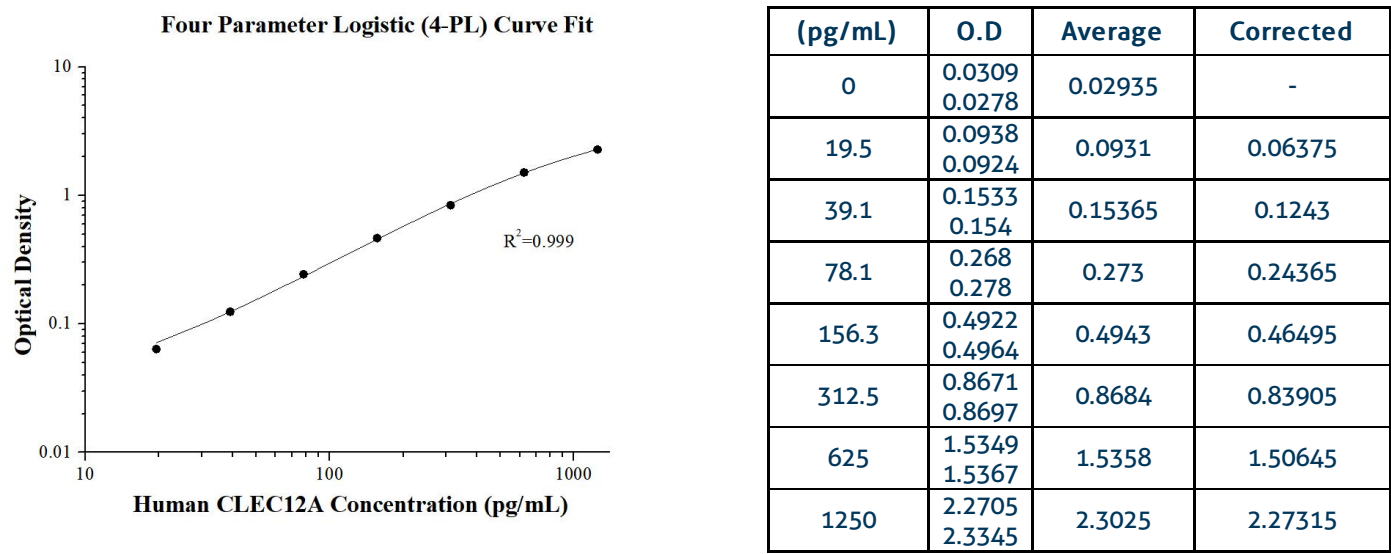 Four Parameter Logistic (4-PL) Curve Fit
10
1
0.1
0.01
Optical Density
R²=0.999
10
100
1000
Human CLEC12A Concentration (pg/mL)
(pg/mL) O.D Average Corrected
0 0.0309 0.02935 -
0.0278
19.5 0.0938 0.0931 0.06375
0.0924
39.1 0.1533 0.15365 0.1243
0.154
78.1 0.268 0.273 0.24365
0.278
156.3 0.4922 0.4943 0.46495
0.4964
312.5 0.8671 0.8684 0.83905
0.8697
625 1.5349 1.5358 1.50645
1.5367
1250 2.2705 2.3025 2.27315
2.3345